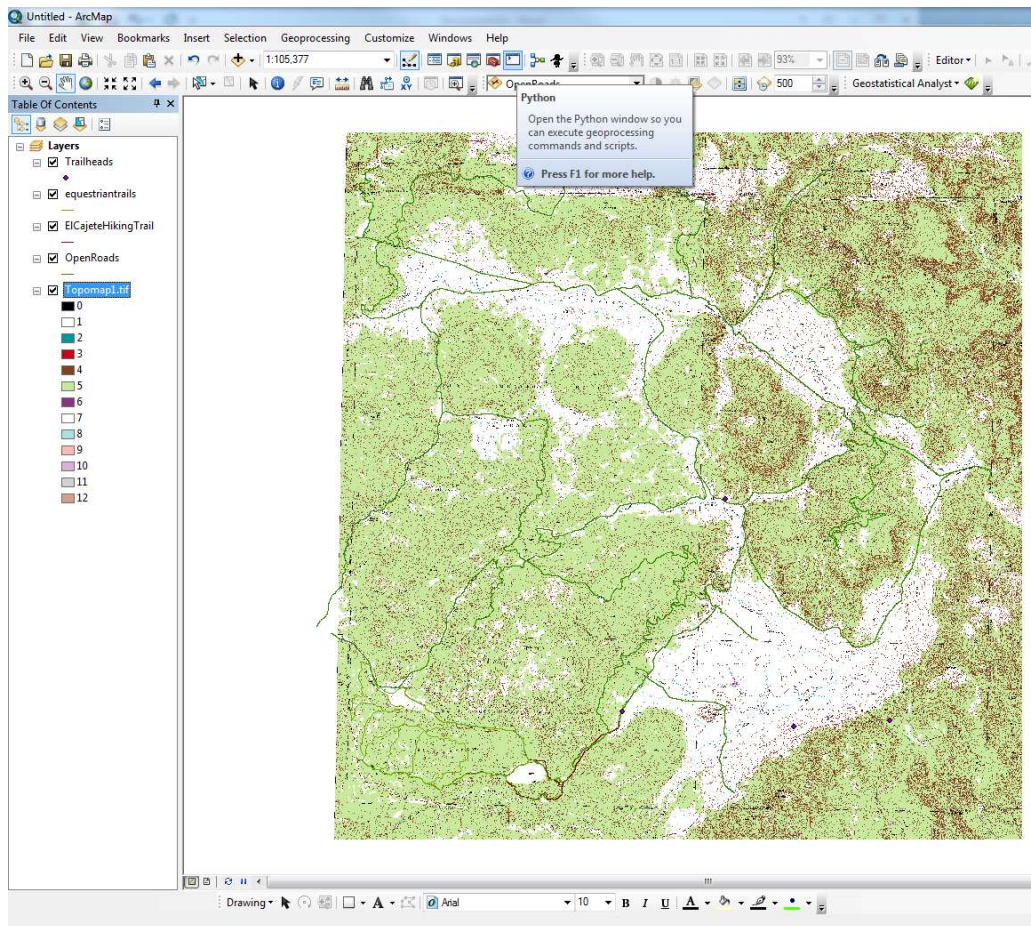 Untitled - ArcMap
File Edit View Bookmarks Insert Selection Geoprocessing Customize Windows Help
1:105,377
93%
Editor
OpenRoads
500
Geostatistical Analyst
Table Of Contents
Python
Open the Python window so you
can execute geoprocessing
commands and scripts.
Press F1 for more help.
Layers
Trailheads
equestriantrails
ElCajeteHikingTrail
OpenRoads
Topomap1.tif
0
1
2
3
4
5
6
7
8
9
10
11
12
Drawing
A
Arial
10
B I U A